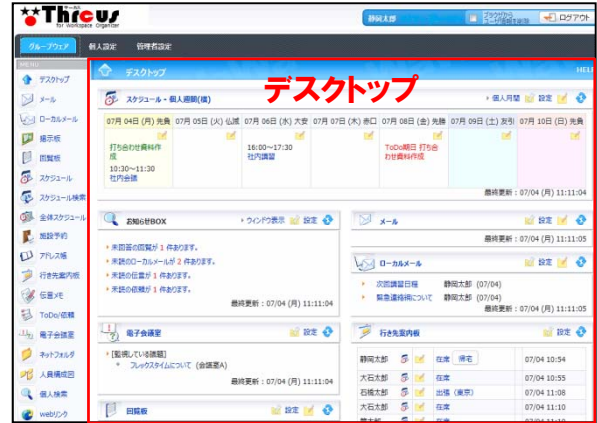 Threus
for Workspace Organizer
静岡太郎
ログアウト
グループウェア
個人設定
管理者設定
MENU
デスクトップ
HELP
デスクトップ
デスクトップ
メール
ローカルメール
掲示板
回覧板
スケジュール
スケジュール検索
全体スケジュール
施設予約
アドレス帳
行き先案内板
伝言メモ
ToDo/依頼
電子会議室
ネットフォルダ
人員構成図
個人検索
webリンク
スケジュール・個人週間(横)
個人月間
設定
07月 04日 (月) 先負
07月 05日 (火) 仏滅
07月 06日 (水) 大安
07月 07日 (木) 赤口
07月 08日 (金) 先勝
07月 09日 (土) 友引
07月 10日 (日) 先負
打ち合わせ資料作成
10:30～11:30
社内会議
16:00～17:30
社内講習
ToDo期日 打ち合わせ資料作成
最終更新：07/04 (月) 11:11:04
お知らせBOX
ウィンドウ表示
設定
未回答の回覧が 1 件あります。
未読のローカルメールが 2 件あります。
未読の伝言が 1 件あります。
未読の依頼が 1 件あります。
最終更新：07/04 (月) 11:11:04
メール
設定
最終更新：07/04 (月) 11:11:05
ローカルメール
設定
次回講習日程 静岡太郎 (07/04)
緊急連絡網について 静岡太郎 (07/04)
最終更新：07/04 (月) 11:11:05
電子会議室
設定
[監視している議題]
フレックスタイムについて (会議室A)
最終更新：07/04 (月) 11:11:04
行き先案内板
設定
静岡太郎 在席 帰宅 07/04 10:54
大石太郎 在席 07/04 10:55
石橋太郎 出張 (東京) 07/04 11:08
大石太郎 在席 07/04 11:10
回覧板
設定